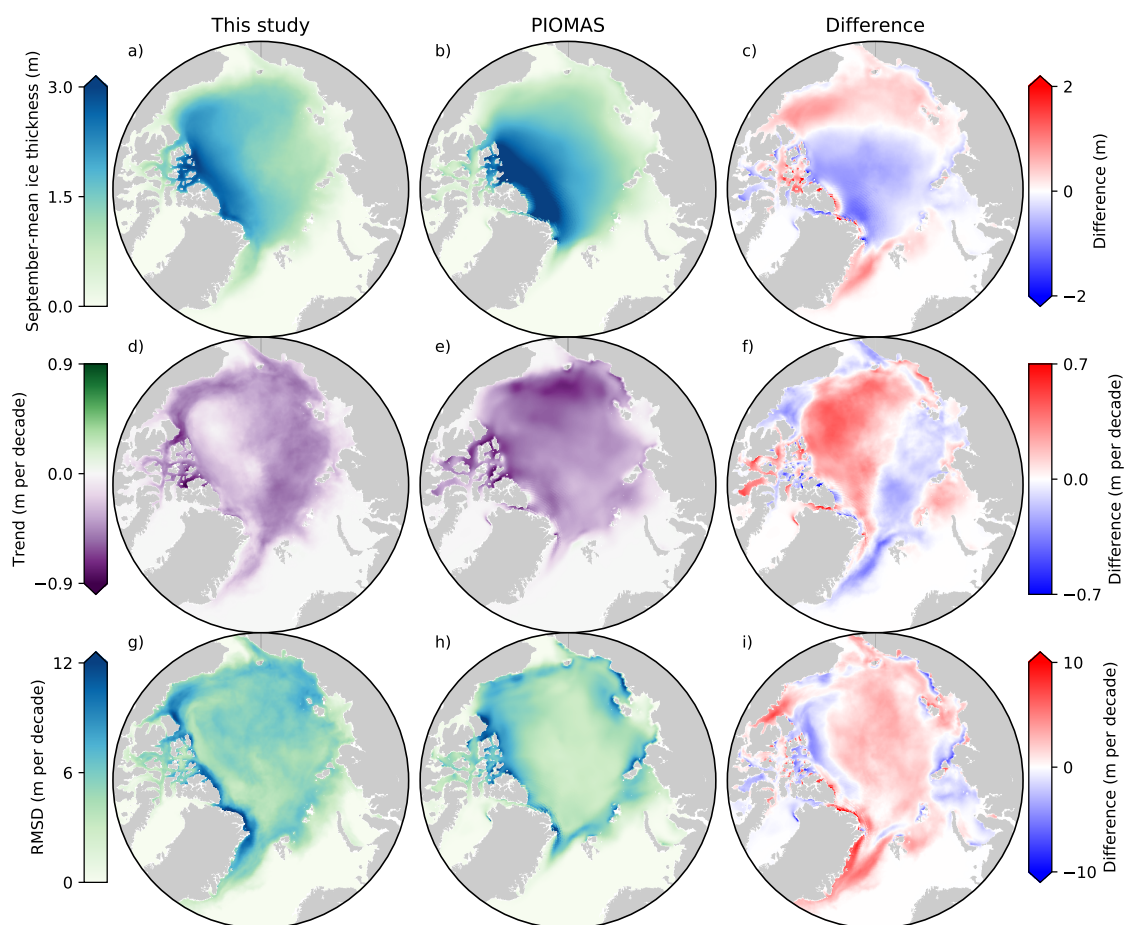 This study PIOMAS Difference
a) b) c)
September-mean ice thickness (m)
3.0
1.5
0.0
Difference (m)
2
0
−2
d) e) f)
Trend (m per decade)
0.9
0.0
−0.9
Difference (m per decade)
0.7
0.0
−0.7
g) h) i)
RMSD (m per decade)
12
6
0
Difference (m per decade)
10
0
−10